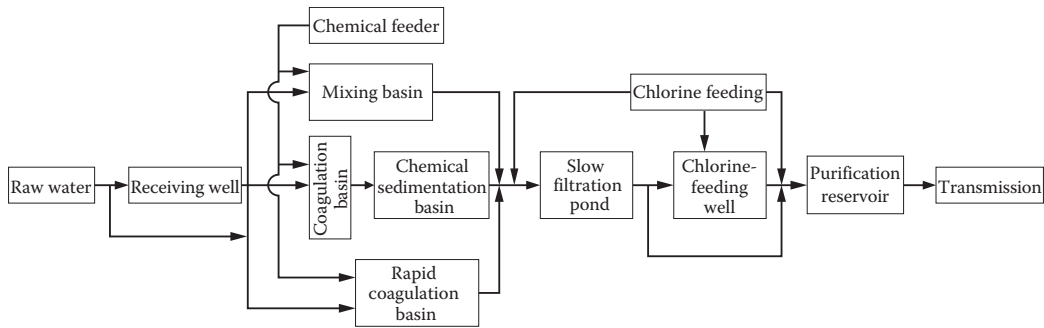 Chemical feeder
Mixing basin
Chlorine feeding
Raw water
Receiving well
Coagulation
basin
Chemical
sedimentation
basin
Slow
filtration
pond
Chlorine-
feeding
well
Purification
reservoir
Transmission
Rapid
coagulation
basin